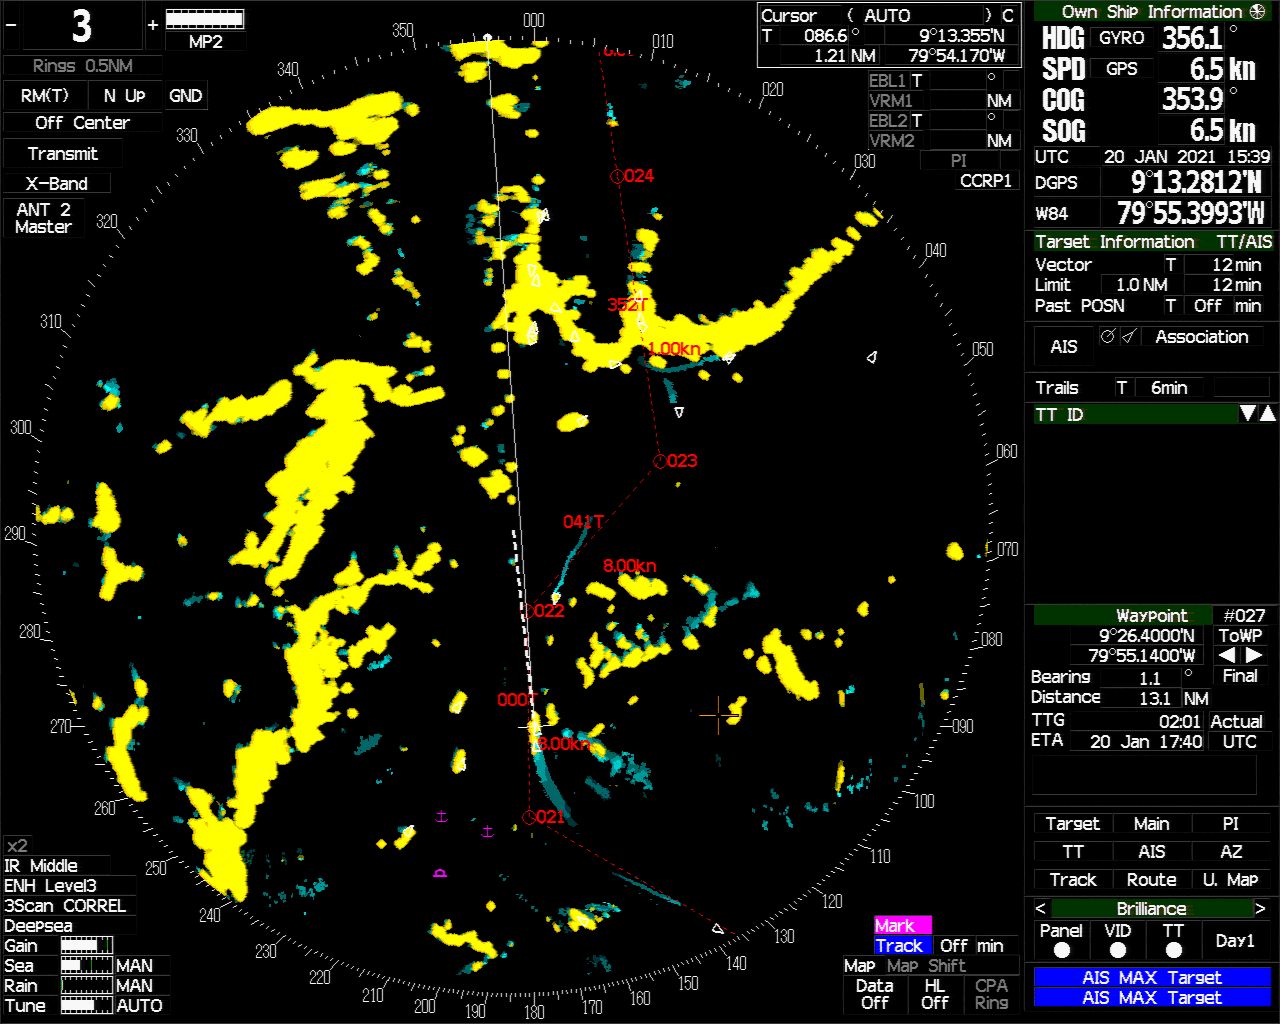 - 3 +
MP2
Rings 0.5NM
RM(T) N Up GND
Off Center
Transmit
X-Band
ANT 2
Master
Cursor ( AUTO ) C
T 086.6° 9°13.355'N
1.21 NM 79°54.170'W
EBL1 T °
VRM1 NM
EBL2 T °
VRM2 NM
PI
CCRP1
000
010
020
030
040
050
060
070
080
090
100
110
120
130
140
150
160
170
180
190
200
210
220
230
240
250
260
270
280
290
300
310
320
330
340
350
024
352T
1.00kn
023
041T
8.00kn
022
000T
8.00kn
021
x2
IR Middle
ENH Level3
3Scan CORREL
Deepsea
Gain
Sea MAN
Rain MAN
Tune AUTO
Mark
Track Off min
Map Map Shift
Data Off HL Off CPA Ring
Own Ship Information
HDG GYRO 356.1°
SPD GPS 6.5 kn
COG 353.9°
SOG 6.5 kn
UTC 20 JAN 2021 15:39
DGPS 9°13.2812'N
W84 79°55.3993'W
Target Information TT/AIS
Vector T 12 min
Limit 1.0 NM 12 min
Past POSN T Off min
AIS Association
Trails T 6min
TT ID
Waypoint #027
9°26.4000'N ToWP
79°55.1400'W
Bearing 1.1° Final
Distance 13.1 NM
TTG 02:01 Actual
ETA 20 Jan 17:40 UTC
Target Main PI
TT AIS AZ
Track Route U. Map
< Brilliance >
Panel VID TT Day1
AIS MAX Target
AIS MAX Target